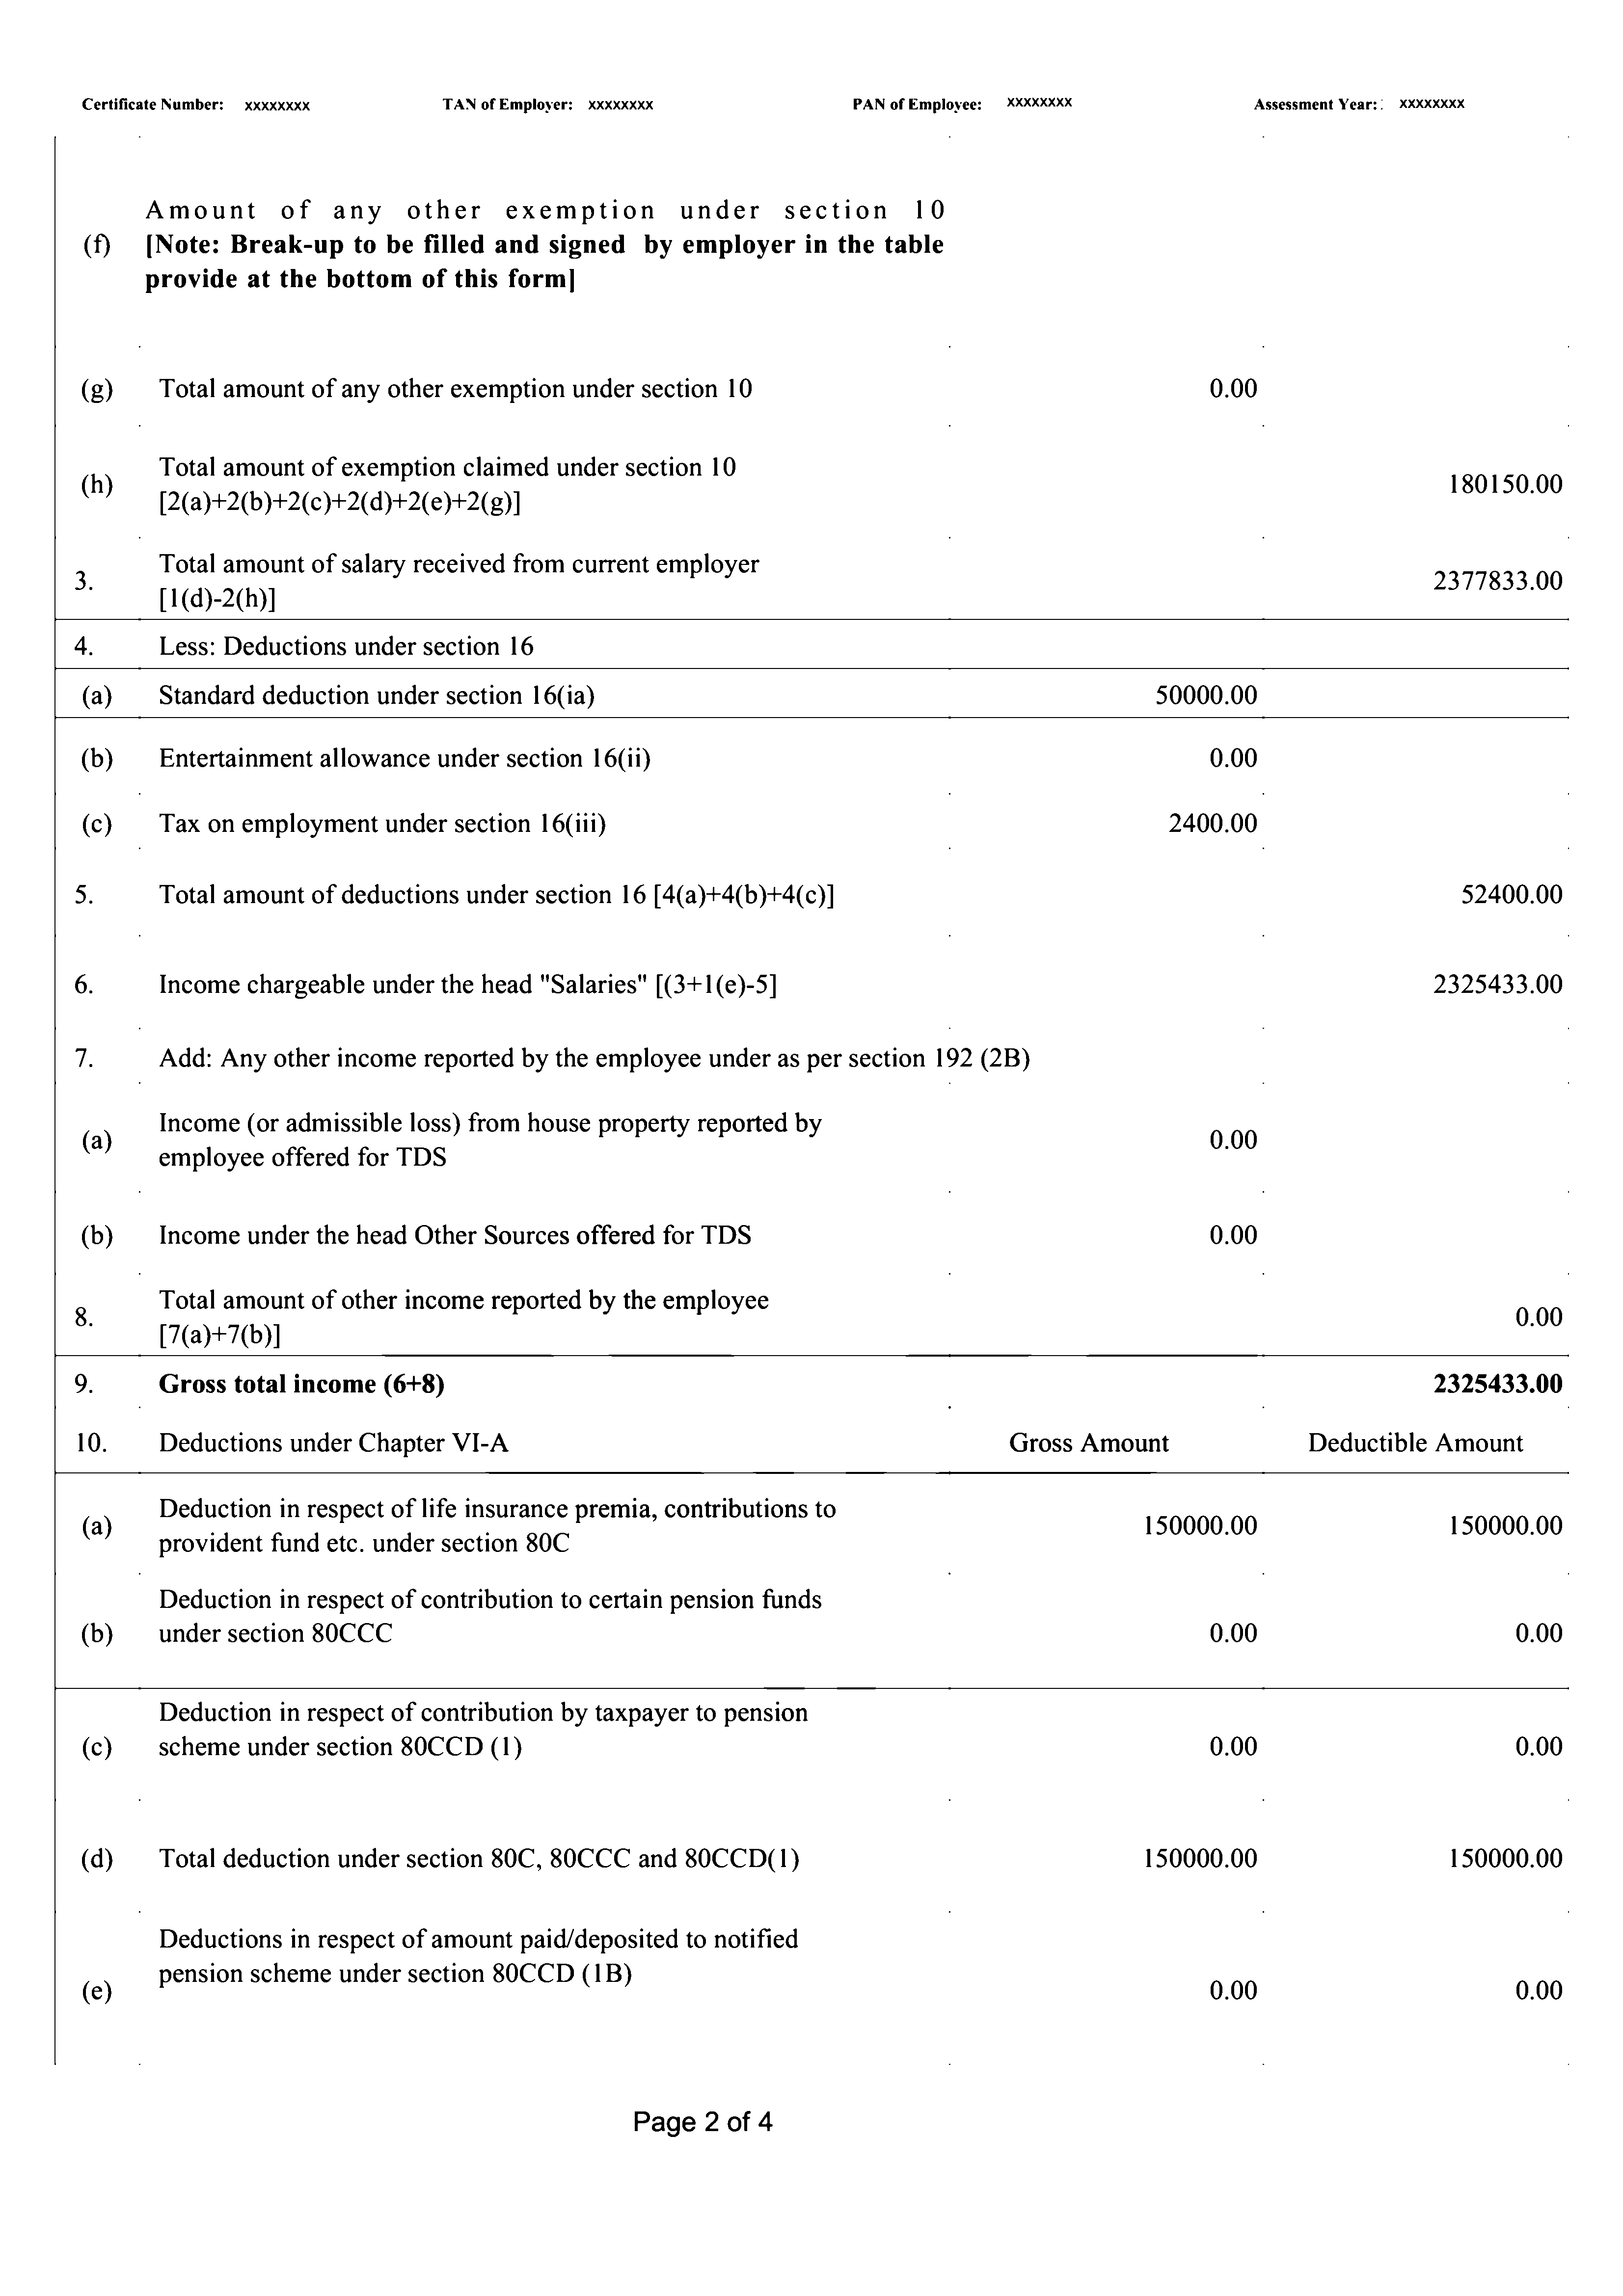 Certificate Number: xxxxxxxx TAN of Employer: xxxxxxxx PAN of Employee: xxxxxxxx Assessment Year: xxxxxxxx
Amount of any other exemption under section 10
(f) [Note: Break-up to be filled and signed by employer in the table
provide at the bottom of this form]
(g) Total amount of any other exemption under section 10 0.00
Total amount of exemption claimed under section 10
(h) 180150.00
[2(a)+2(b)+2(c)+2(d)+2(e)+2(g)]
Total amount of salary received from current employer
3. 2377833.00
[1(d)-2(h)]
4. Less: Deductions under section 16
(a) Standard deduction under section 16(ia) 50000.00
(b) Entertainment allowance under section 16(ii) 0.00
(c) Tax on employment under section 16(iii) 2400.00
5. Total amount of deductions under section 16 [4(a)+4(b)+4(c)] 52400.00
6. Income chargeable under the head "Salaries" [(3+1(e)-5] 2325433.00
7. Add: Any other income reported by the employee under as per section 192 (2B)
Income (or admissible loss) from house property reported by
(a) 0.00
employee offered for TDS
(b) Income under the head Other Sources offered for TDS 0.00
Total amount of other income reported by the employee
8. 0.00
[7(a)+7(b)]
9. Gross total income (6+8) 2325433.00
10. Deductions under Chapter VI-A Gross Amount Deductible Amount
Deduction in respect of life insurance premia, contributions to
(a) 150000.00 150000.00
provident fund etc. under section 80C
Deduction in respect of contribution to certain pension funds
(b) under section 80CCC 0.00 0.00
Deduction in respect of contribution by taxpayer to pension
(c) scheme under section 80CCD (1) 0.00 0.00
(d) Total deduction under section 80C, 80CCC and 80CCD(1) 150000.00 150000.00
Deductions in respect of amount paid/deposited to notified
pension scheme under section 80CCD (1B)
(e) 0.00 0.00
Page 2 of 4